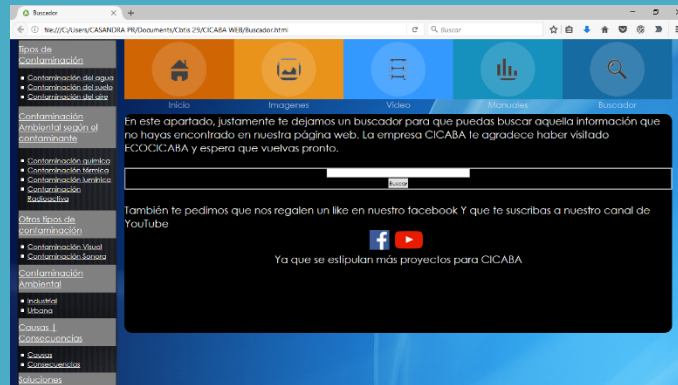 Buscador
file:///C:/Users/CASANDRA PR/Documents/Clotis 29/CICABA WEB/Buscador.html
Buscar
Tipos de
Contaminación
Contaminación del agua
Contaminación del suelo
Contaminación del aire
Contaminación
Ambiental según el
contaminante
Contaminación química
Contaminación térmica
Contaminación lumínica
Contaminación
Radioactiva
Otros tipos de
contaminación
Contaminación Visual
Contaminación Sonora
Contaminación
Ambiental
Industrial
Urbana
Causas |
Consecuencias
Causas
Consecuencias
Soluciones
Inicio
Imagenes
Video
Manuales
Buscador
En este apartado, justamente te dejamos un buscador para que puedas buscar aquella información que
no hayas encontrado en nuestra página web. La empresa CICABA te agradece haber visitado
ECOCICABA y espera que vuelvas pronto.
Buscar
También te pedimos que nos regalen un like en nuestro facebook Y que te suscribas a nuestro canal de
YouTube
Ya que se estipulan más proyectos para CICABA